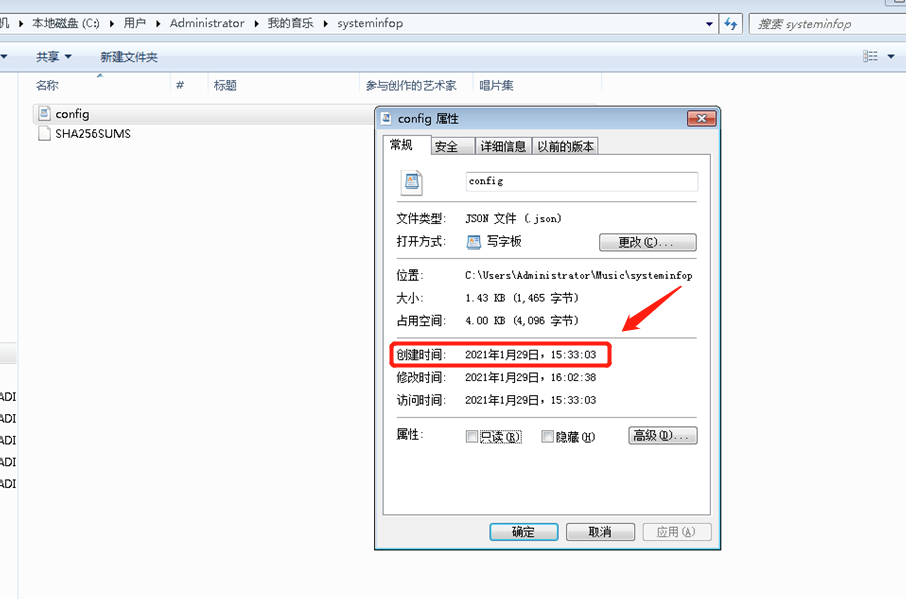 机 ▸ 本地磁盘 (C:) ▸ 用户 ▸ Administrator ▸ 我的音乐 ▸ systeminfop
搜索 systeminfop
共享 新建文件夹
名称 # 标题 参与创作的艺术家 唱片集
config
SHA256SUMS
config 属性
常规 安全 详细信息 以前的版本
config
文件类型: JSON 文件 (.json)
打开方式: 写字板 更改(C)...
位置: C:\Users\Administrator\Music\systeminfop
大小: 1.43 KB (1,465 字节)
占用空间: 4.00 KB (4,096 字节)
创建时间: 2021年1月29日，15:33:03
修改时间: 2021年1月29日，16:02:38
访问时间: 2021年1月29日，15:33:03
属性: 只读(R) 隐藏(H) 高级(D)...
确定 取消 应用(A)
ADI
ADI
ADI
ADI
ADI